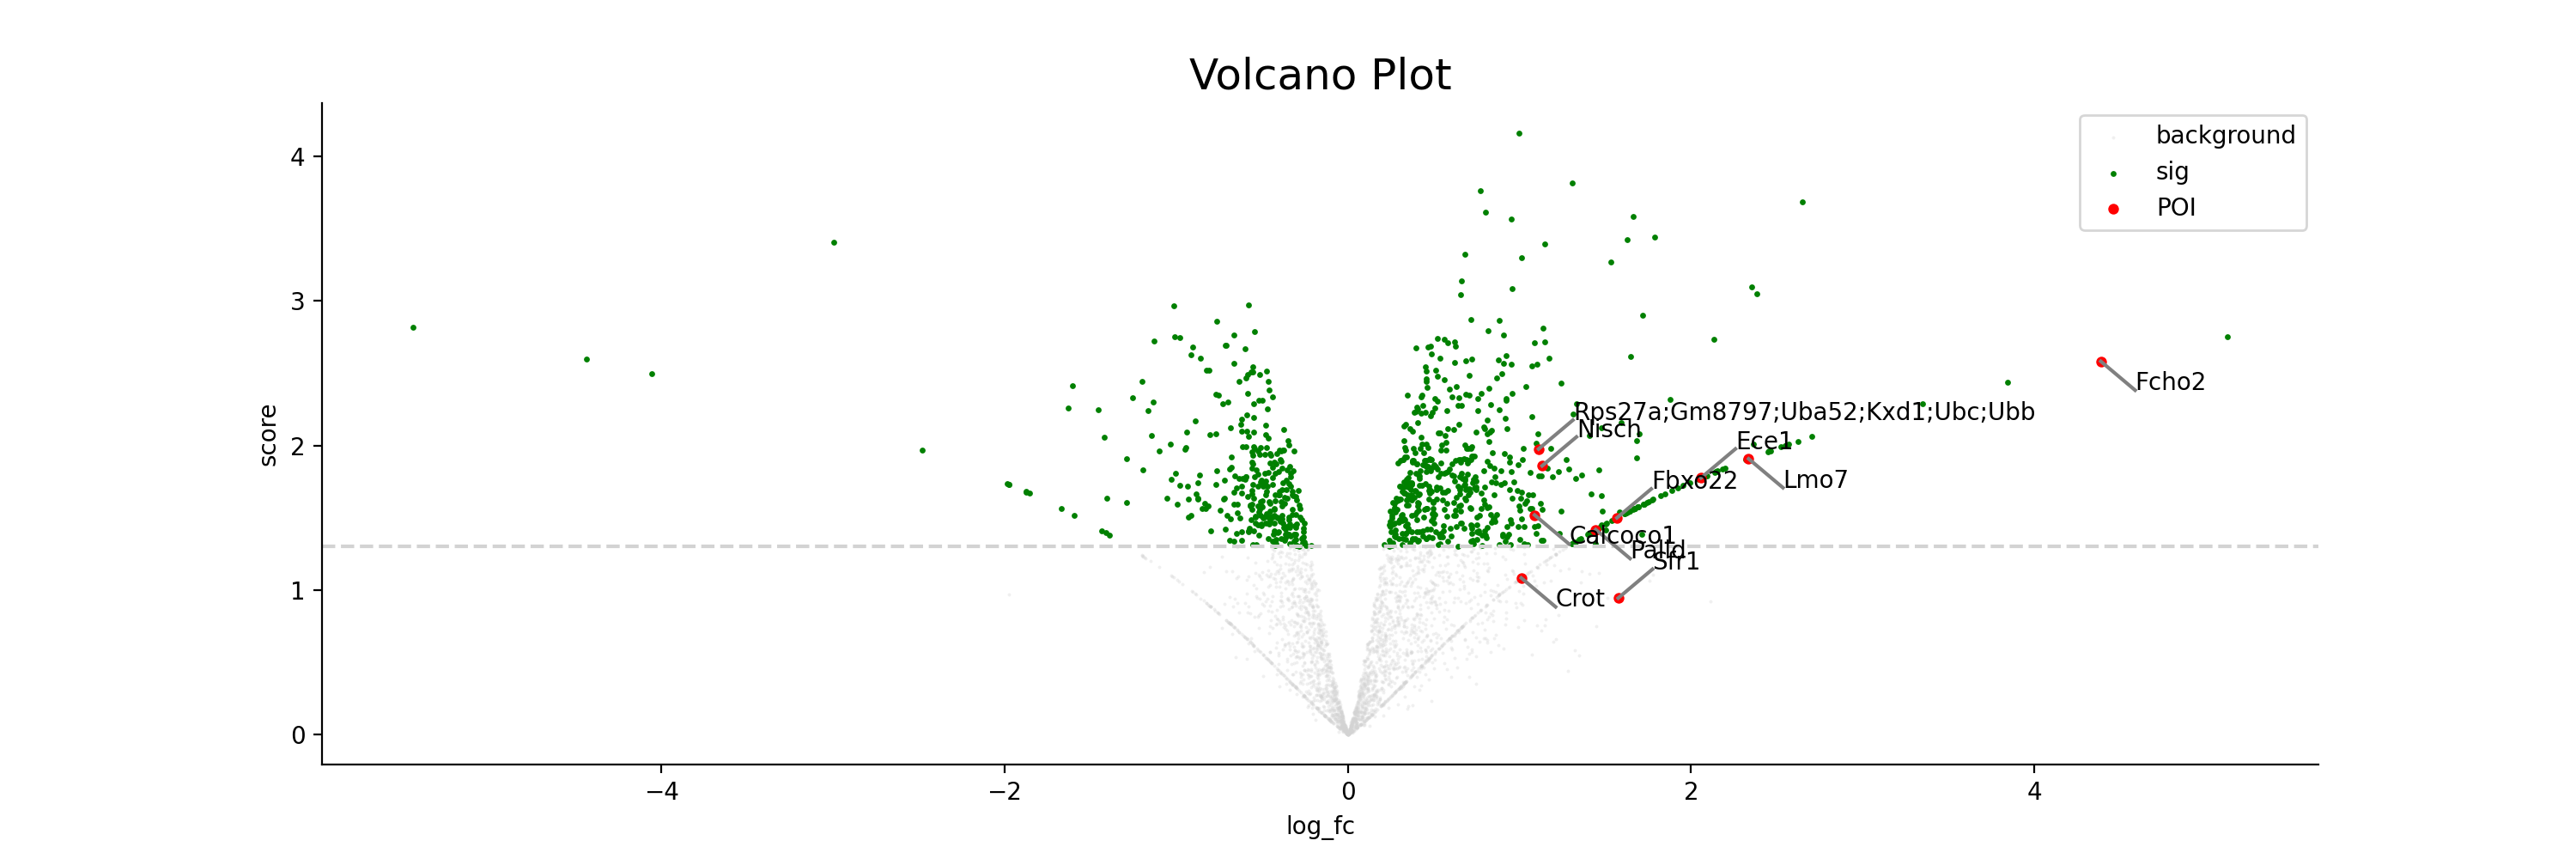 Volcano Plot
background
sig
POI
4
3
2
1
0
score
Fcho2
Rps27a;Gm8797;Uba52;Kxd1;Ubc;Ubb
Nisch
Ece1
Lmo7
Fbxo22
Calcoco1
Palld
Sfr1
Crot
−4
−2
0
2
4
log_fc